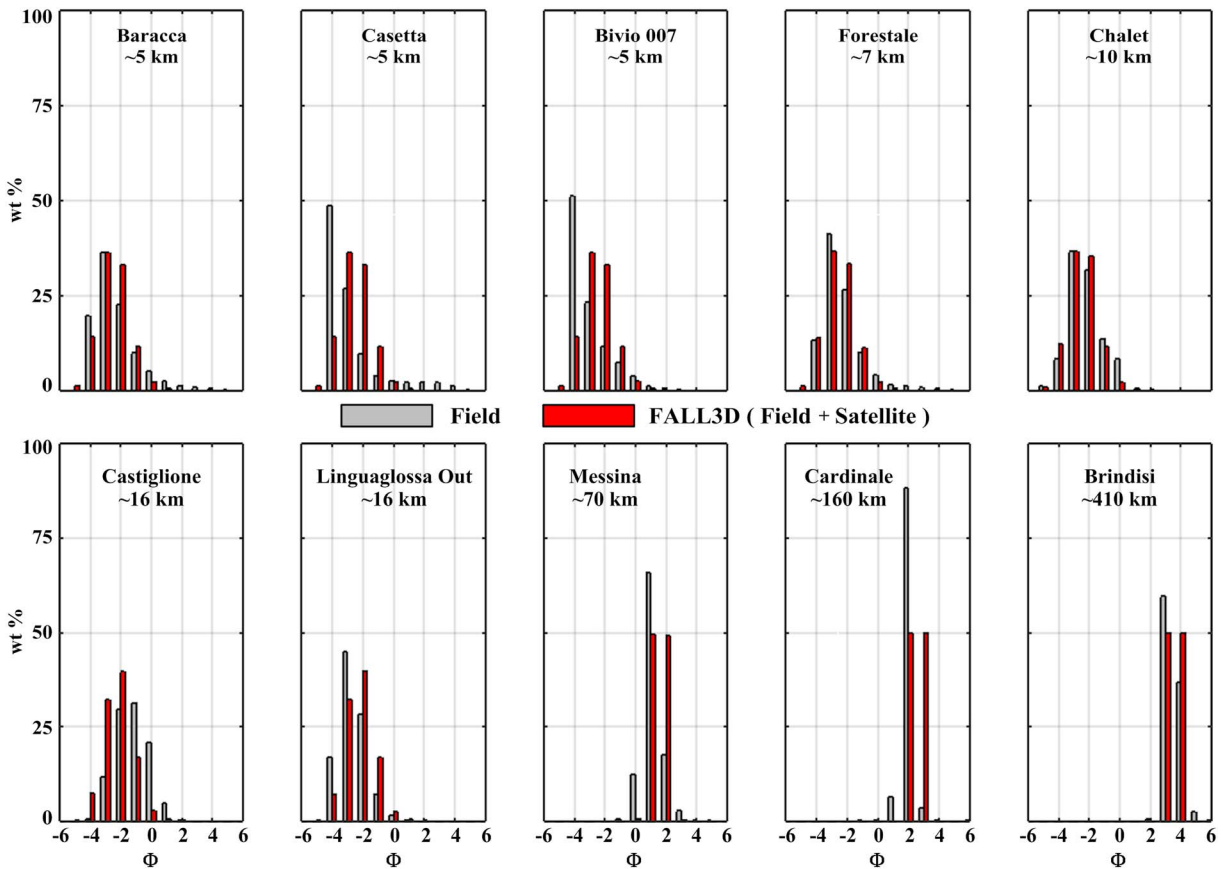 100
75
50
25
0
wt %
Baracca
~5 km
Casetta
~5 km
Bivio 007
~5 km
Forestale
~7 km
Chalet
~10 km
Field
FALL3D ( Field + Satellite )
100
75
50
25
0
wt %
Castiglione
~16 km
Linguaglossa Out
~16 km
Messina
~70 km
Cardinale
~160 km
Brindisi
~410 km
-6 -4 -2 0 2 4 6
-6 -4 -2 0 2 4 6
-6 -4 -2 0 2 4 6
-6 -4 -2 0 2 4 6
-6 -4 -2 0 2 4 6
Φ
Φ
Φ
Φ
Φ